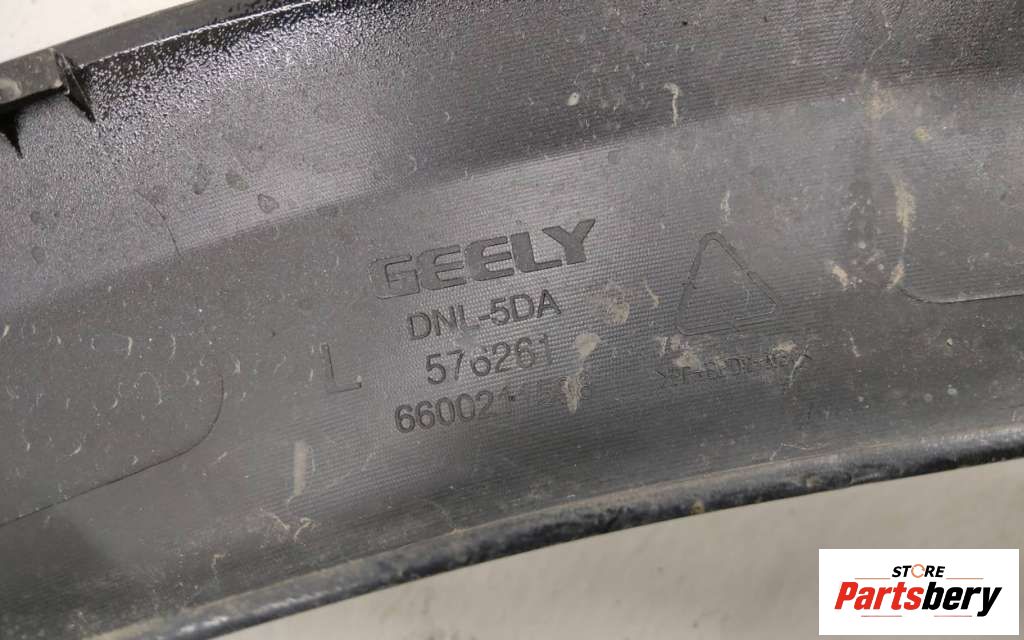 GEELY
DNL-5DA
L
576261
STORE
Partsbery